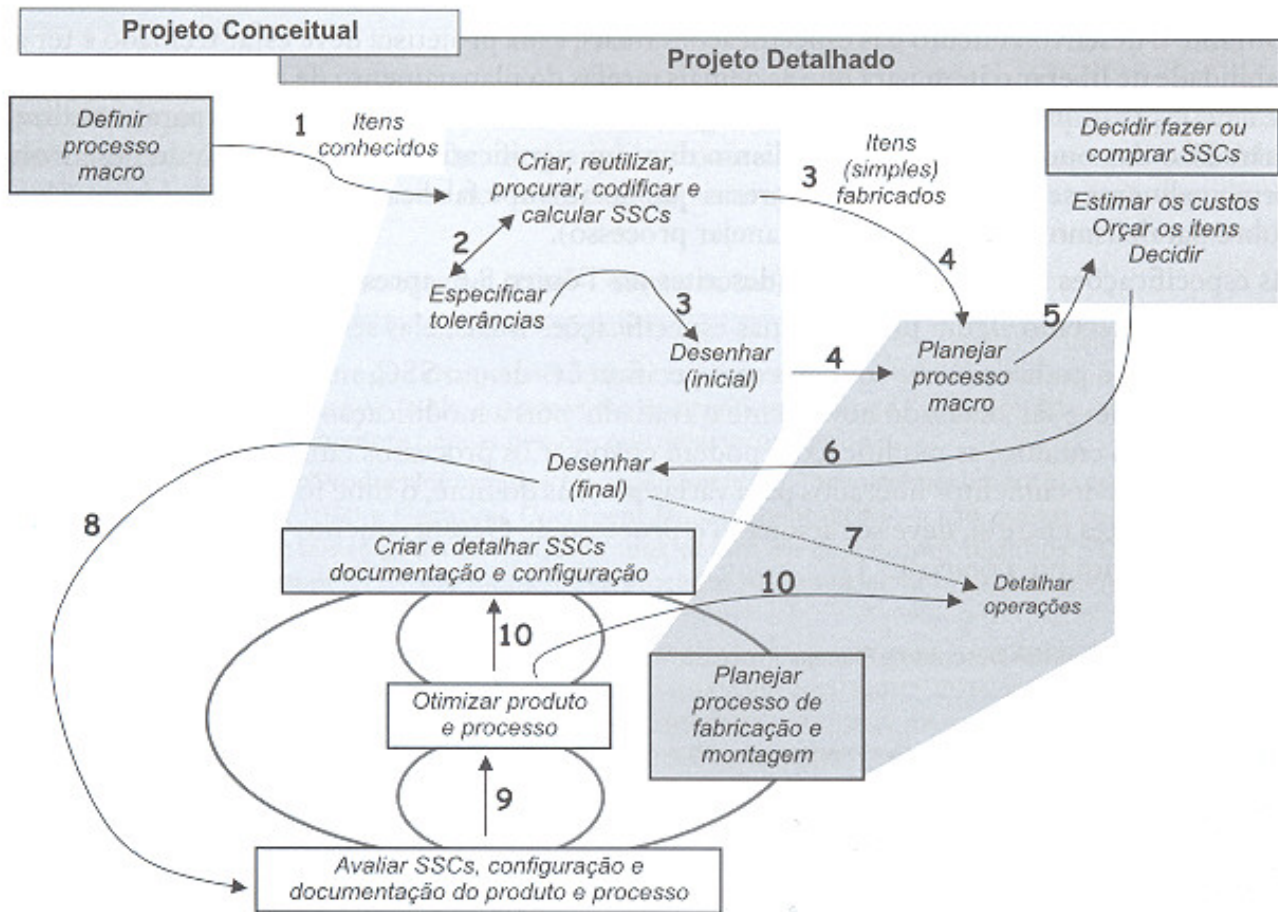 Projeto Conceitual
Projeto Detalhado
Definir
processo
macro
1
Itens
conhecidos
Criar, reutilizar,
procurar, codificar e
calcular SSCs
3
Itens
(simples)
fabricados
Decidir fazer ou
comprar SSCs
Estimar os custos
Orçar os itens
Decidir
2
Especificar
tolerâncias
3
Desenhar
(inicial)
4
4
Planejar
processo
macro
5
6
Desenhar
(final)
8
7
Criar e detalhar SSCs
documentação e configuração
Detalhar
operações
10
10
Otimizar produto
e processo
Planejar
processo de
fabricação e
montagem
9
Avaliar SSCs, configuração e
documentação do produto e processo